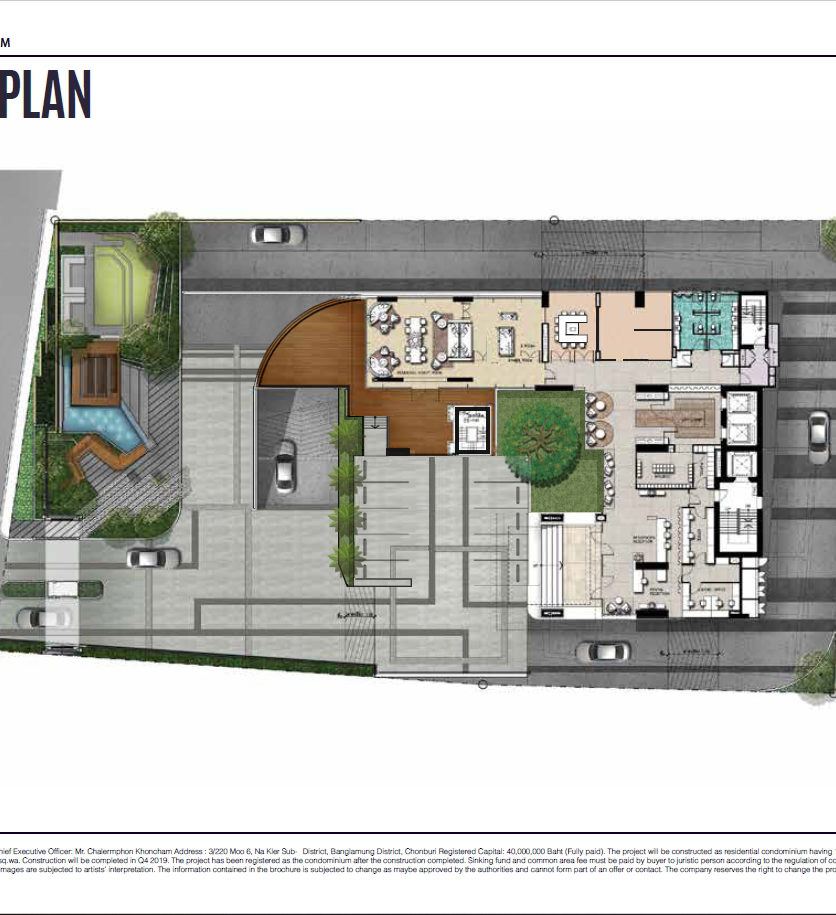 M
PLAN
RESIDENTIAL RECEPTION
hief Executive Officer: Mr. Chalermphon Khoncham Address : 3/220 Moo 6, Na Kler Sub- District, Banglamung District, Chonburi Registered Capital: 40,000,000 Baht (Fully paid). The project will be constructed as residential condominium having
sq.wa. Construction will be completed in Q4 2019. The project has been registered as the condominium after the construction completed. Sinking fund and common area fee must be paid by buyer to juristic person according to the regulation of co
mages are subjected to artists' interpretation. The information contained in the brochure is subjected to change as maybe approved by the authorities and cannot form part of an offer or contact. The company reserves the right to change the pro